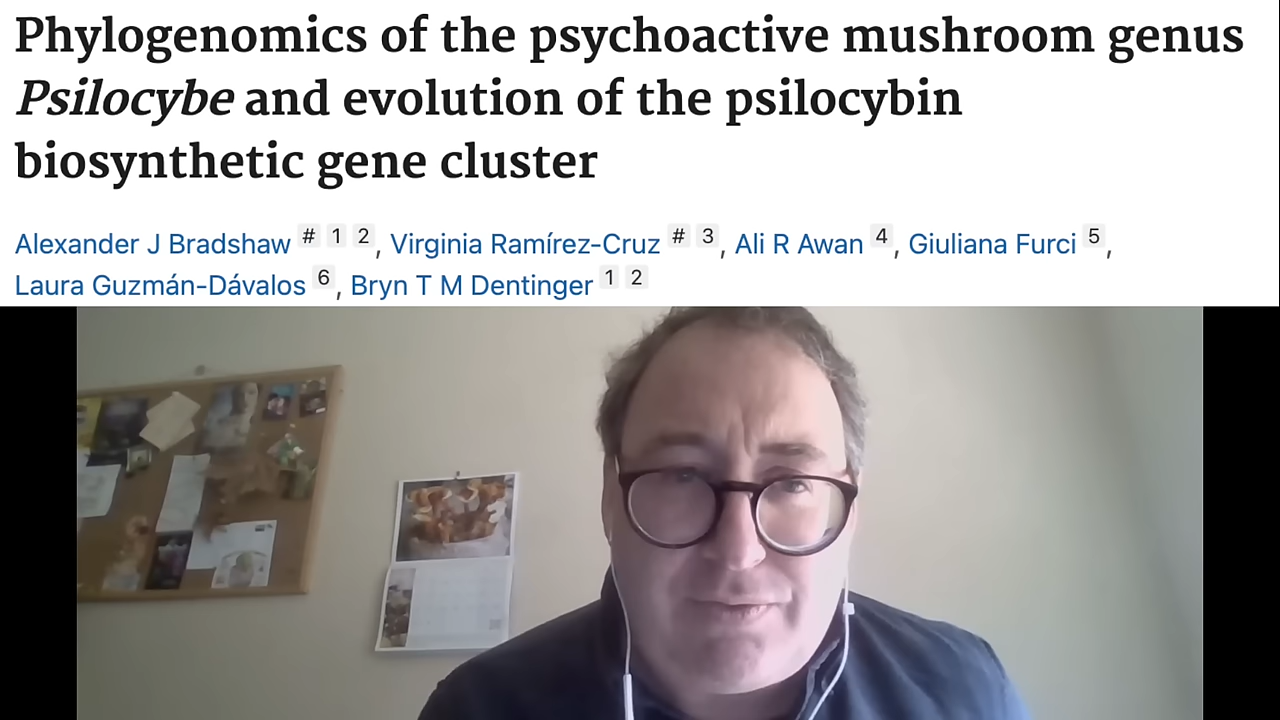 Phylogenomics of the psychoactive mushroom genus
Psilocybe and evolution of the psilocybin
biosynthetic gene cluster
Alexander J Bradshaw # 1 2, Virginia Ramírez-Cruz # 3, Ali R Awan 4, Giuliana Furci 5,
Laura Guzmán-Dávalos 6, Bryn T M Dentinger 1 2